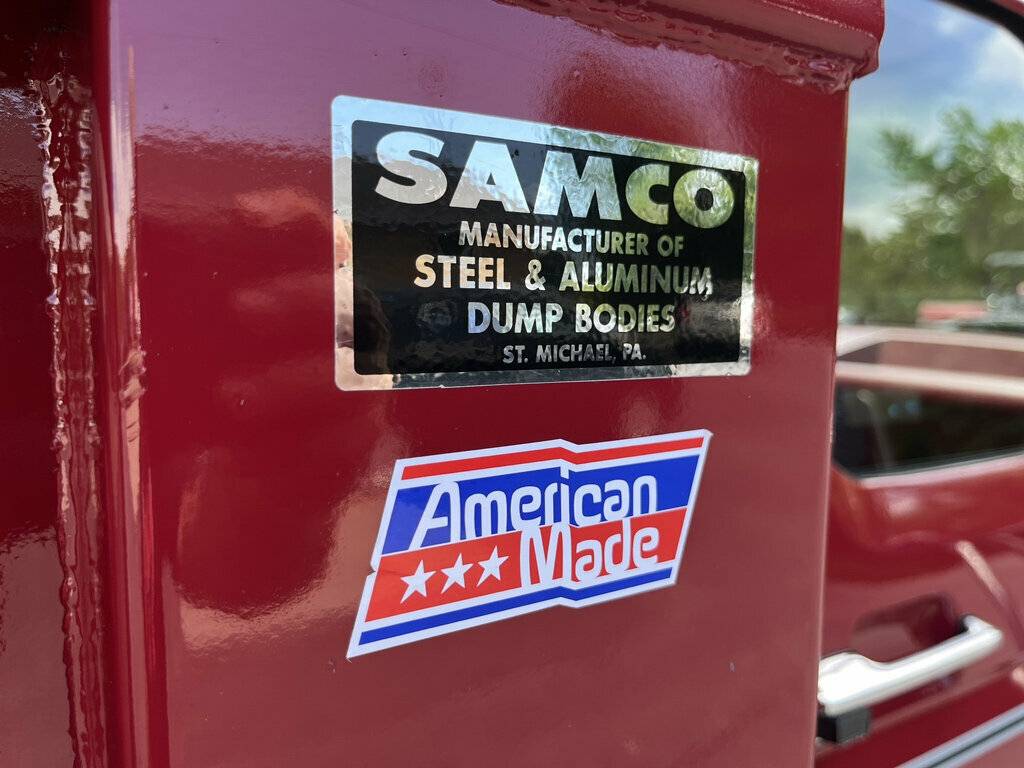 SAMCO
MANUFACTURER OF
STEEL & ALUMINUM
DUMP BODIES
ST. MICHAEL, PA.
American
Made